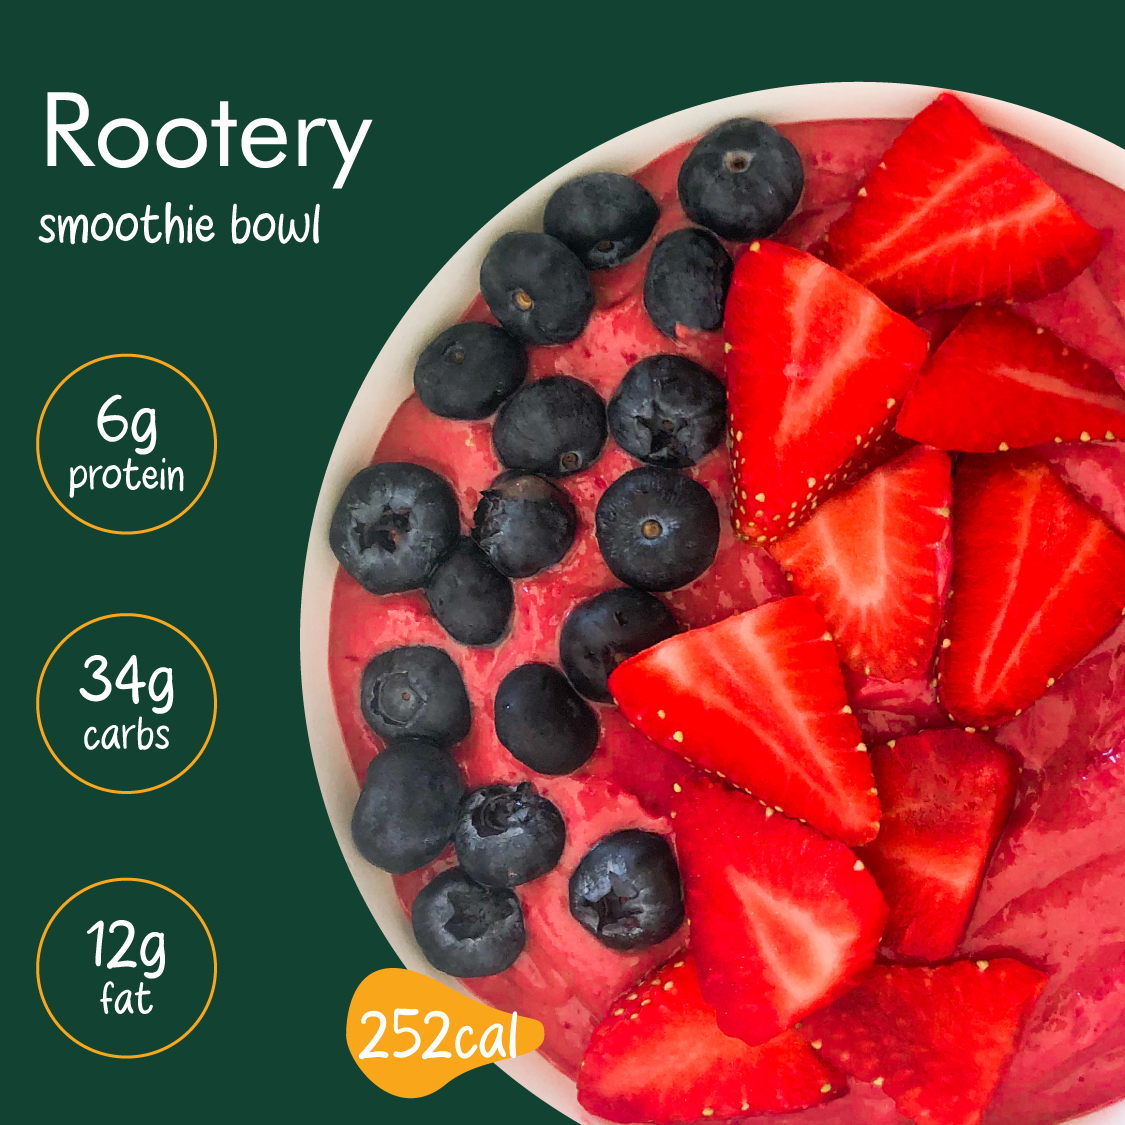 Rootery
smoothie bowl
6g
protein
34g
carbs
12g
fat
252cal